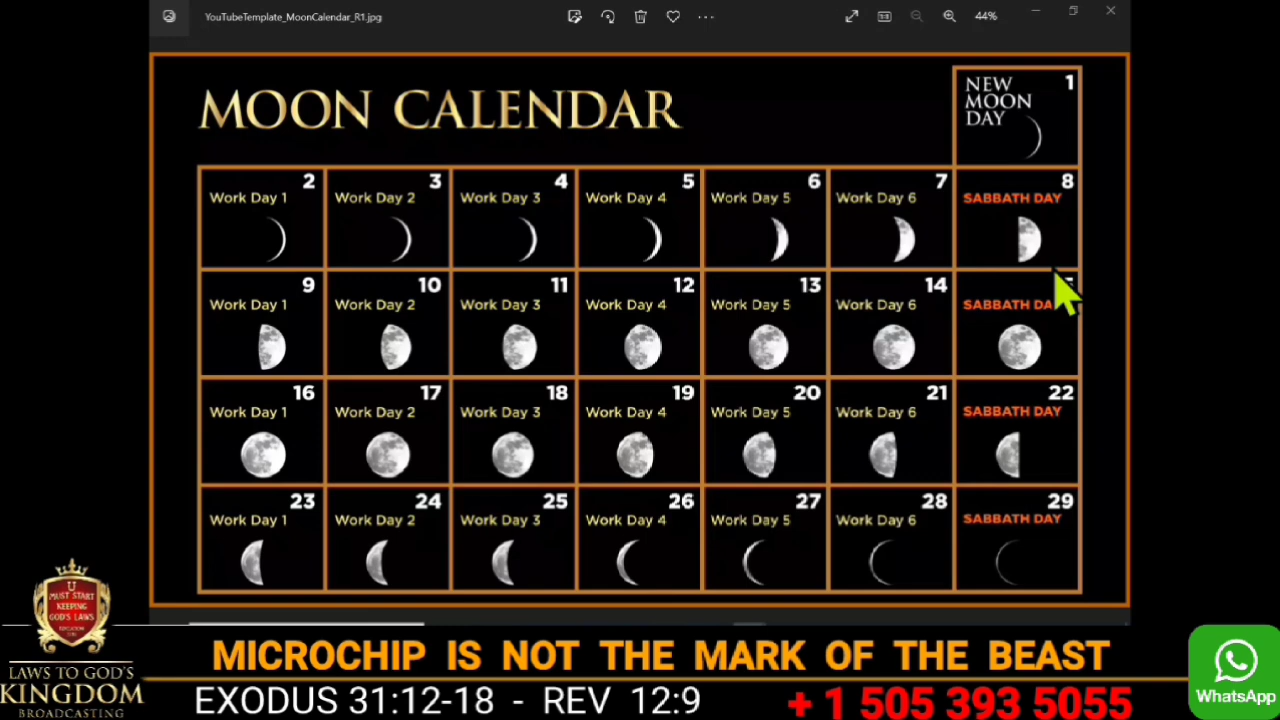 YouTubeTemplate_MoonCalendar_R1.jpg
44%
MOON CALENDAR
NEW MOON DAY 1
2 3 4 5 6 7 8
Work Day 1 Work Day 2 Work Day 3 Work Day 4 Work Day 5 Work Day 6 SABBATH DAY
9 10 11 12 13 14
Work Day 1 Work Day 2 Work Day 3 Work Day 4 Work Day 5 Work Day 6 SABBATH
16 17 18 19 20 21 22
Work Day 1 Work Day 2 Work Day 3 Work Day 4 Work Day 5 Work Day 6 SABBATH DAY
23 24 25 26 27 28 29
Work Day 1 Work Day 2 Work Day 3 Work Day 4 Work Day 5 Work Day 6 SABBATH DAY
U
MUST START
KEEPING
GOD'S LAWS
LAWS TO GOD'S
KINGDOM
BROADCASTING
MICROCHIP IS NOT THE MARK OF THE BEAST
EXODUS 31:12-18 - REV 12:9 + 1 505 393 5055
WhatsApp